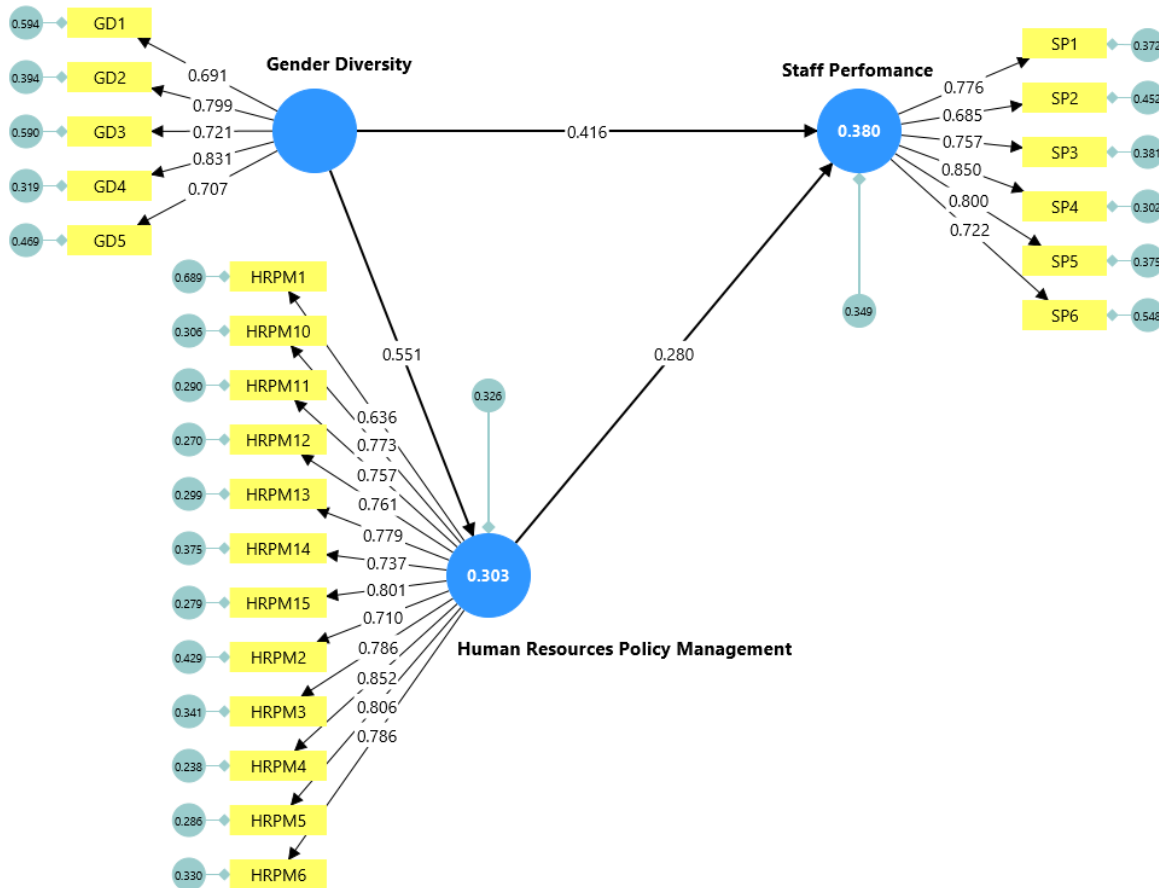 0.594 GD1
Gender Diversity
Staff Perfomance
SP1 0.372
0.691
0.776
0.394 GD2
SP2 0.452
0.799
0.685
0.590 GD3
0.721
0.416
0.380
0.757
SP3 0.381
0.831
0.850
0.319 GD4
0.707
0.800
SP4 0.302
0.722
0.469 GD5
SP5 0.375
0.689 HRPM1
0.349
SP6 0.548
0.306 HRPM10
0.551
0.280
0.290 HRPM11
0.326
0.636
0.270 HRPM12
0.773
0.757
0.299 HRPM13
0.761
0.779
0.375 HRPM14
0.737
0.303
0.279 HRPM15
0.801
0.710
0.429 HRPM2
0.786
Human Resources Policy Management
0.852
0.341 HRPM3
0.806
0.786
0.238 HRPM4
0.286 HRPM5
0.330 HRPM6